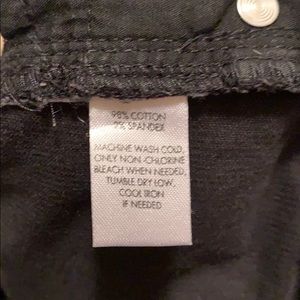 98% COTTON
2% SPANDEX
MACHINE WASH COLD,
ONLY NON-CHLORINE
BLEACH WHEN NEEDED,
TUMBLE DRY LOW,
COOL IRON
IF NEEDED